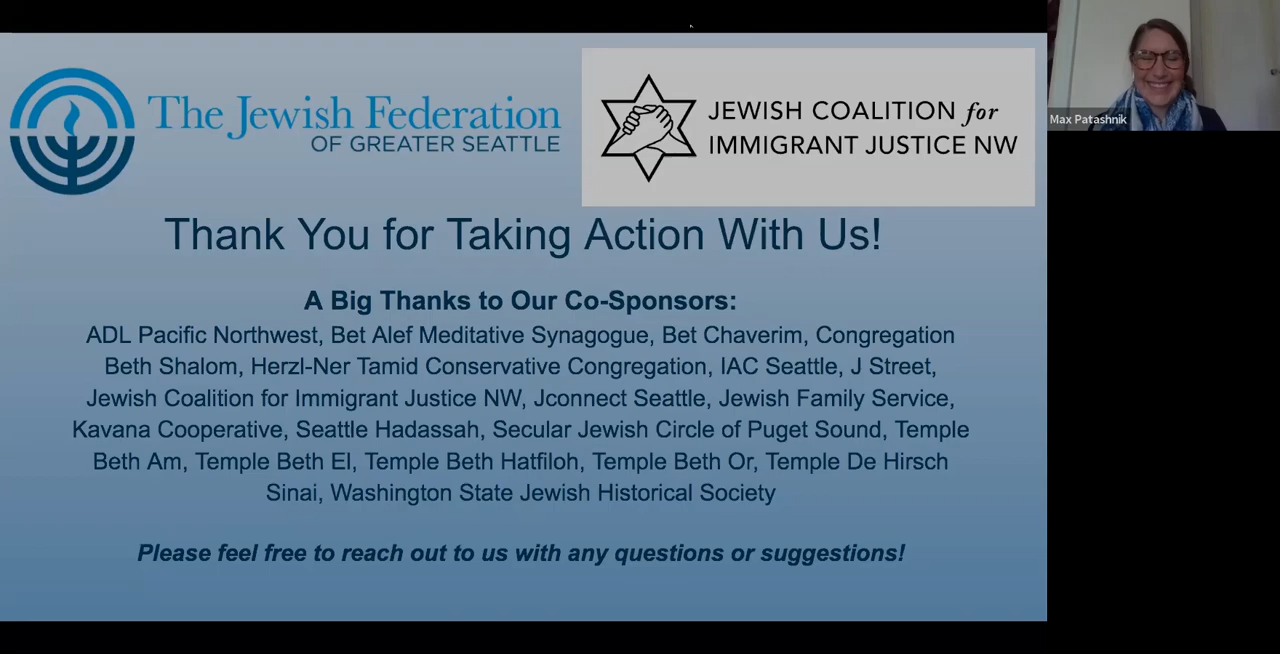 The Jewish Federation
OF GREATER SEATTLE
JEWISH COALITION for
IMMIGRANT JUSTICE NW
Max Patashnik
Thank You for Taking Action With Us!
A Big Thanks to Our Co-Sponsors:
ADL Pacific Northwest, Bet Alef Meditative Synagogue, Bet Chaverim, Congregation
Beth Shalom, Herzl-Ner Tamid Conservative Congregation, IAC Seattle, J Street,
Jewish Coalition for Immigrant Justice NW, Jconnect Seattle, Jewish Family Service,
Kavana Cooperative, Seattle Hadassah, Secular Jewish Circle of Puget Sound, Temple
Beth Am, Temple Beth El, Temple Beth Hatfiloh, Temple Beth Or, Temple De Hirsch
Sinai, Washington State Jewish Historical Society
Please feel free to reach out to us with any questions or suggestions!